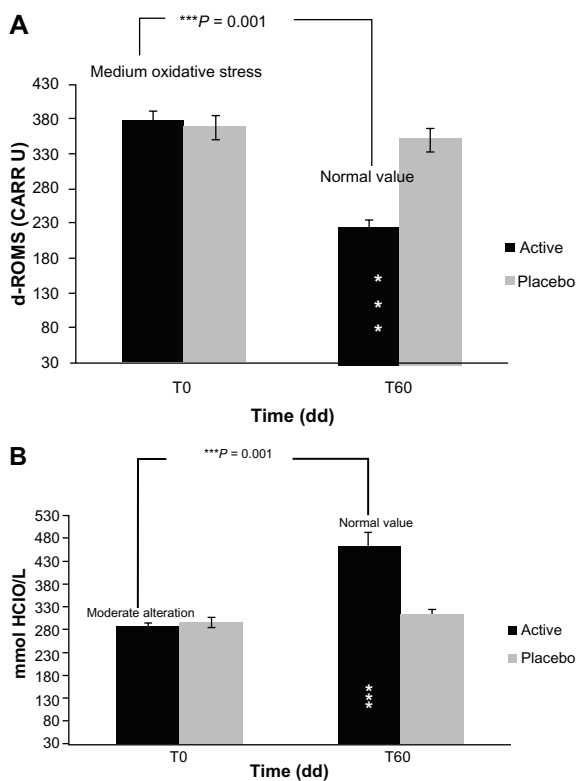 A
***P = 0.001
Medium oxidative stress
430
380
330
280
230
180
130
80
30
d-ROMS (CARR U)
Normal value
*
*
*
Active
Placebo
T0
T60
Time (dd)
B
***P = 0.001
530
480
430
380
330
280
230
180
130
80
30
mmol HClO/L
Normal value
Moderate alteration
***
Active
Placebo
T0
T60
Time (dd)